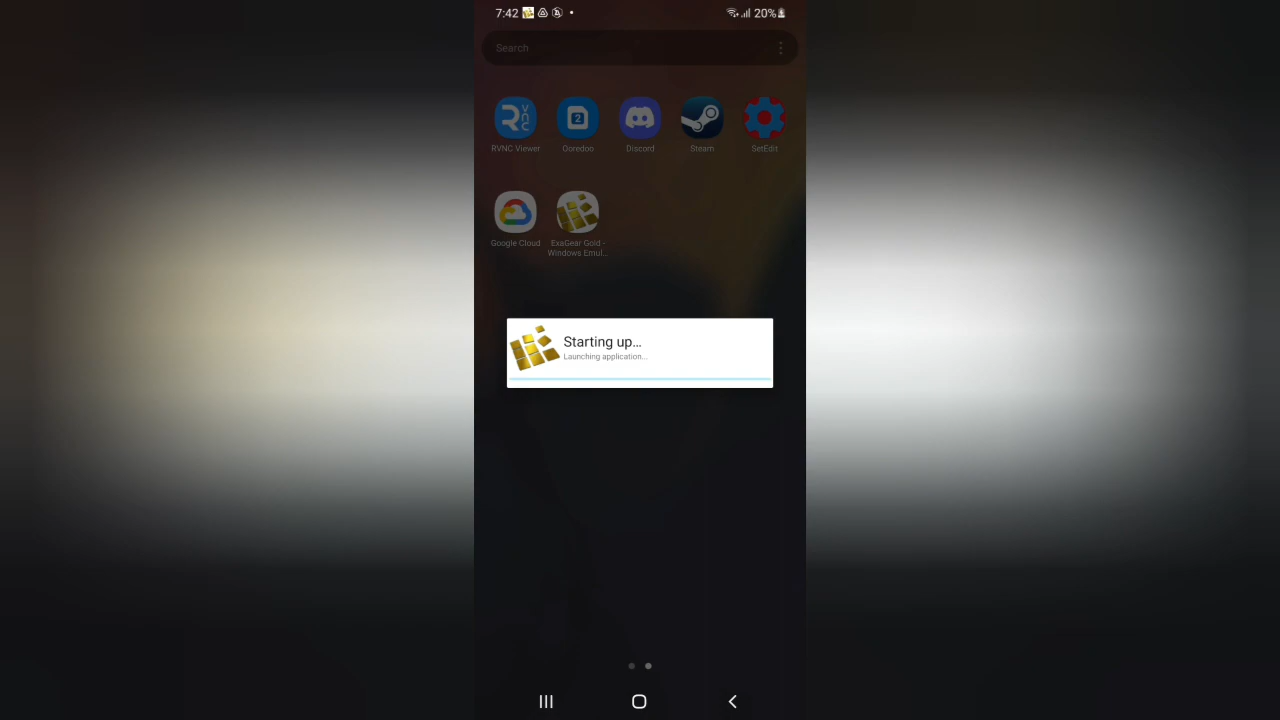 7:42
20%
Search
RVNC Viewer
Ooredoo
Discord
Steam
SetEdit
Google Cloud
ExaGear Gold -
Windows Emul...
Starting up...
Launching application...